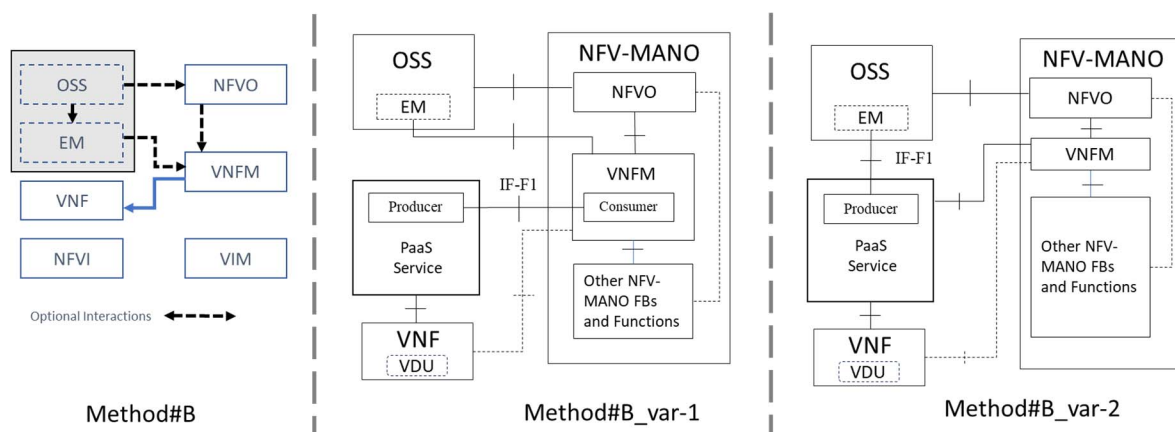 OSS
NFVO
EM
VNFM
VNF
NFVI
VIM
Optional Interactions
Method#B
OSS
EM
NFV-MANO
NFVO
VNFM
Consumer
IF-F1
Producer
PaaS
Service
Other NFV-
MANO FBs
and Functions
VNF
VDU
Method#B_var-1
OSS
EM
NFV-MANO
NFVO
VNFM
IF-F1
Producer
PaaS
Service
Other NFV-
MANO FBs
and Functions
VNF
VDU
Method#B_var-2